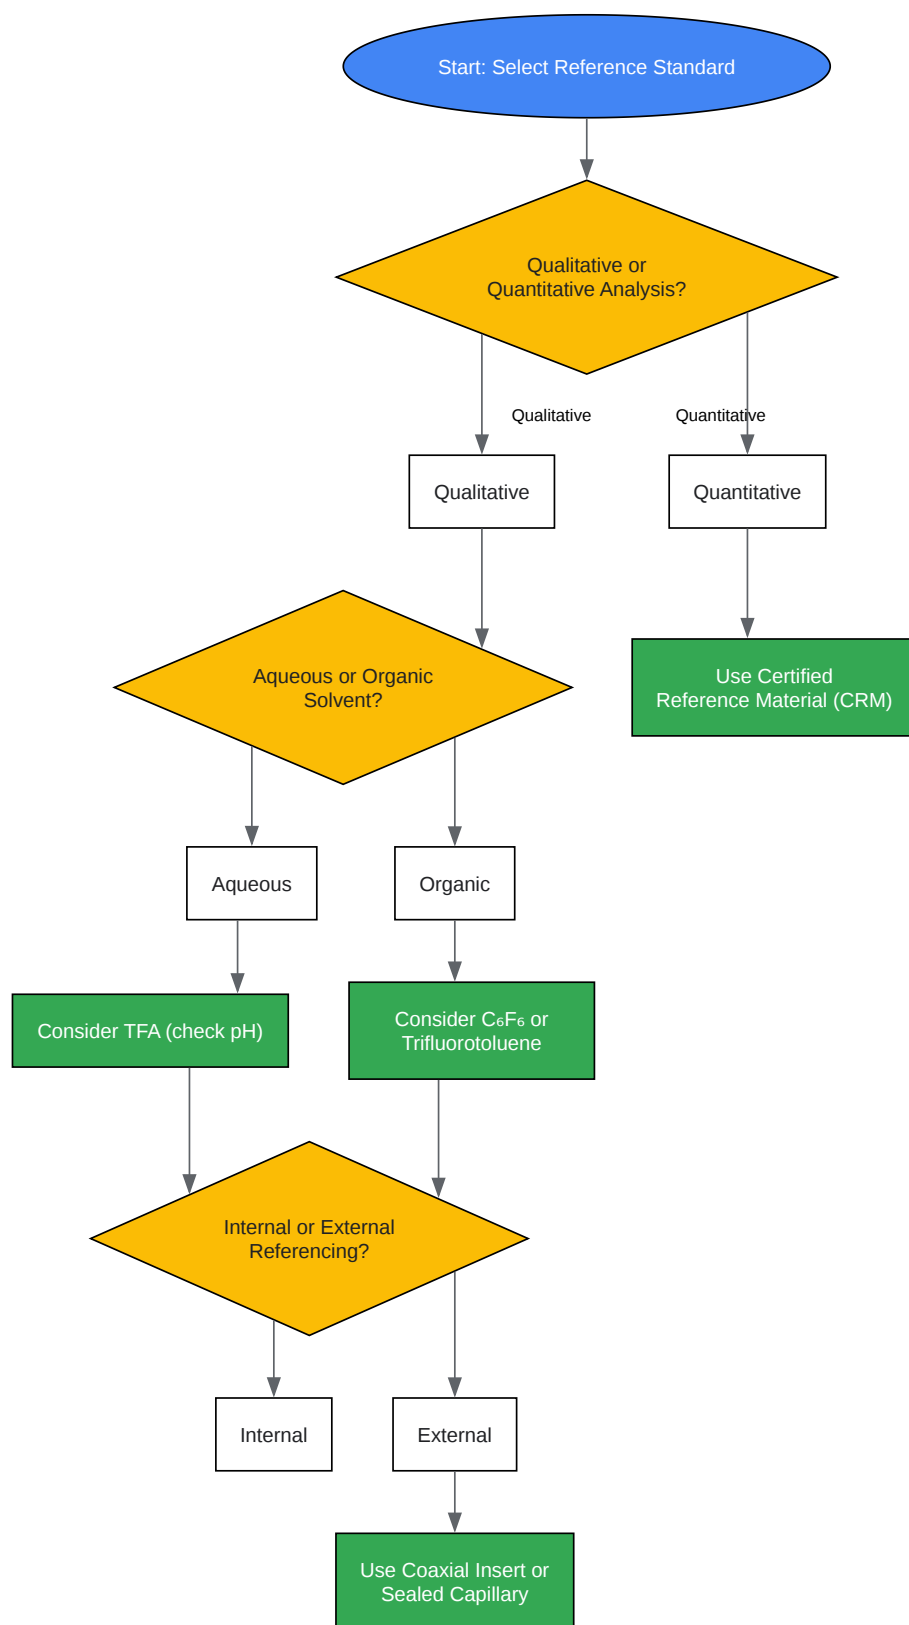 Start: Select Reference Standard
Qualitative or
Quantitative Analysis?
Qualitative
Quantitative
Qualitative
Quantitative
Aqueous or Organic
Solvent?
Use Certified
Reference Material (CRM)
Aqueous
Organic
Consider TFA (check pH)
Consider C₆F₆ or
Trifluorotoluene
Internal or External
Referencing?
Internal
External
Use Coaxial Insert or
Sealed Capillary